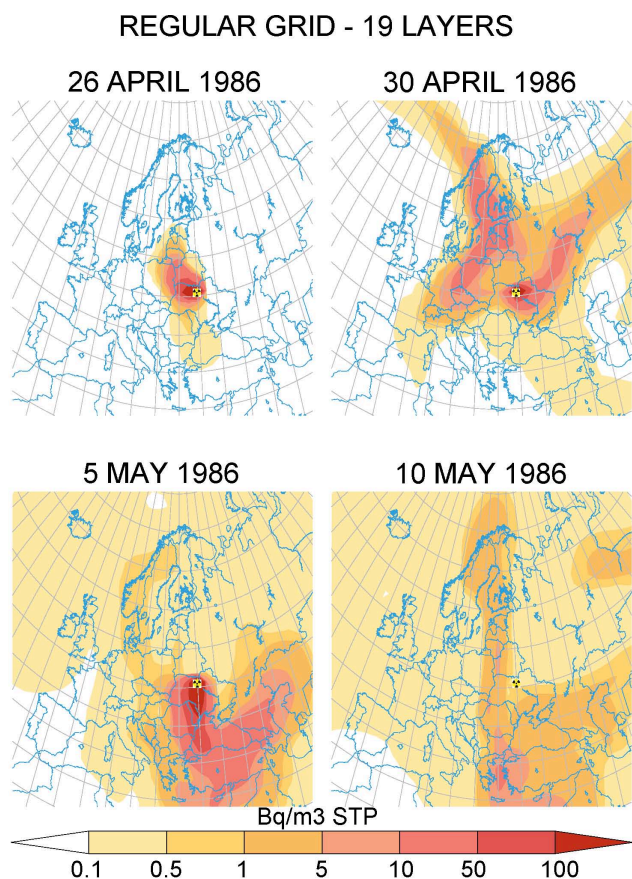 REGULAR GRID - 19 LAYERS
26 APRIL 1986
30 APRIL 1986
5 MAY 1986
10 MAY 1986
Bq/m3 STP
0.1 0.5 1 5 10 50 100